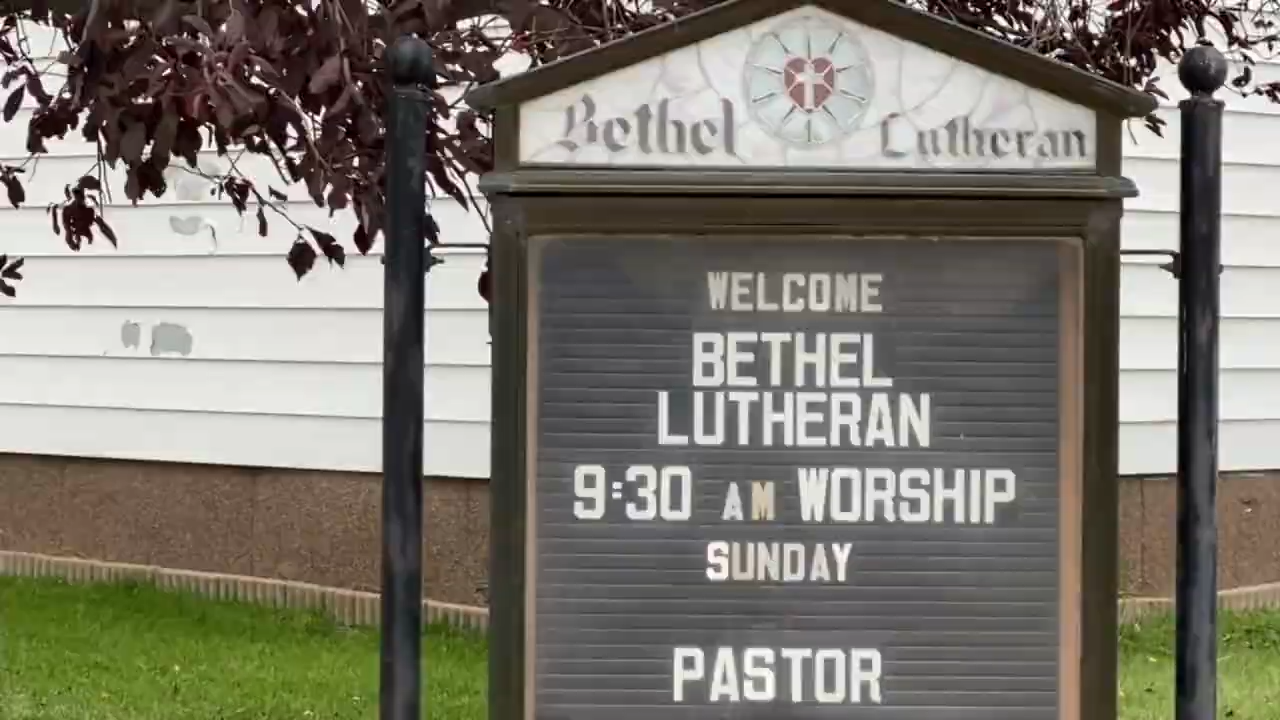 Bethel Lutheran
WELCOME
BETHEL
LUTHERAN
9:30 AM WORSHIP
SUNDAY
PASTOR